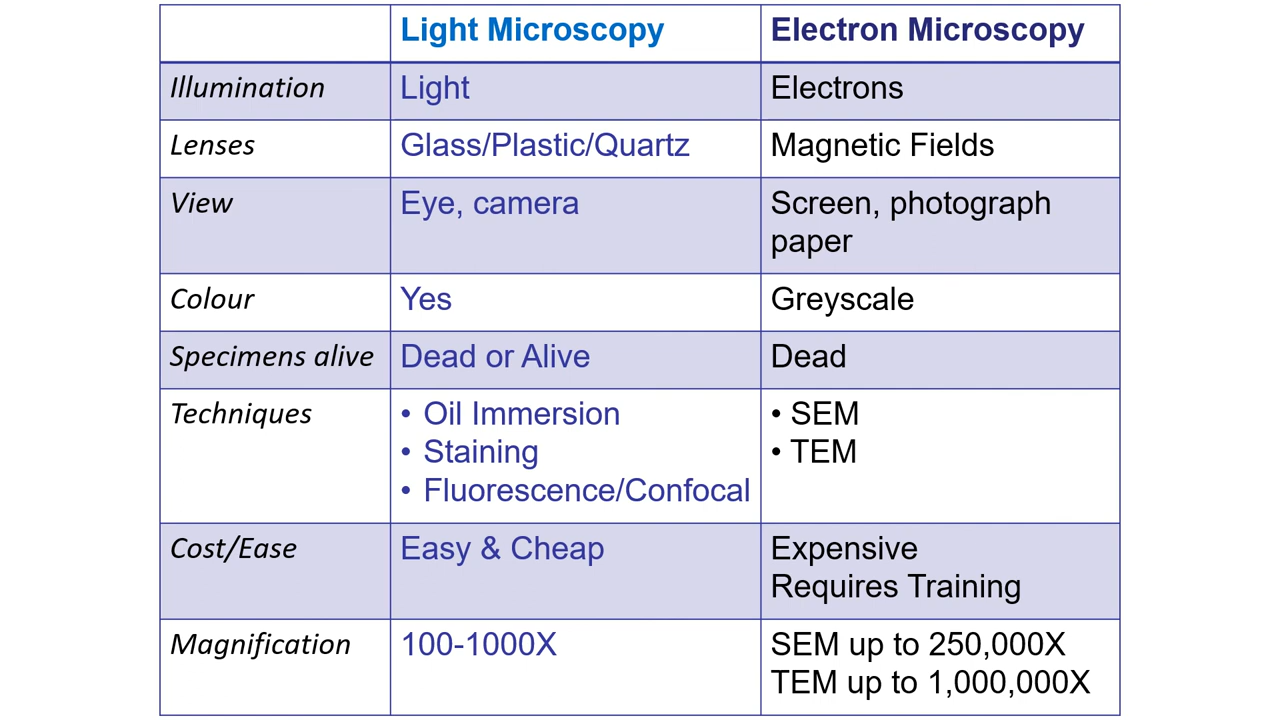 Light Microscopy Electron Microscopy
Illumination Light Electrons
Lenses Glass/Plastic/Quartz Magnetic Fields
View Eye, camera Screen, photograph
paper
Colour Yes Greyscale
Specimens alive Dead or Alive Dead
Techniques • Oil Immersion • SEM
• Staining • TEM
• Fluorescence/Confocal
Cost/Ease Easy & Cheap Expensive
Requires Training
Magnification 100-1000X SEM up to 250,000X
TEM up to 1,000,000X